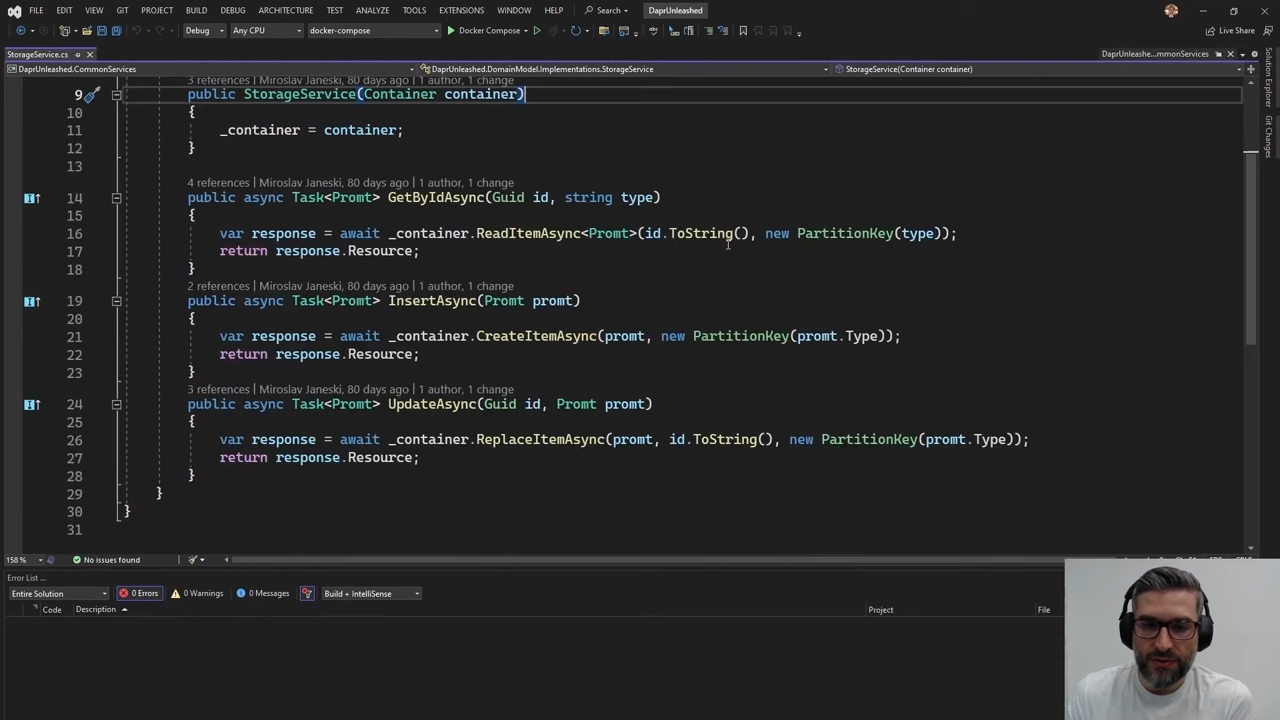 FILE EDIT VIEW GIT PROJECT BUILD DEBUG ARCHITECTURE TEST ANALYZE TOOLS EXTENSIONS WINDOW HELP Search DaprUnleashed
Debug Any CPU docker-compose Docker Compose Live Share
StorageService.cs DaprUnleashe...mmonServices
DaprUnleashed.CommonServices DaprUnleashed.DomainModel.Implementations.StorageService StorageService(Container container)
3 references | Miroslav Janeski, 80 days ago | 1 author, 1 change
9 public StorageService(Container container)
10 {
11 _container = container;
12 }
13
4 references | Miroslav Janeski, 80 days ago | 1 author, 1 change
14 public async Task<Promt> GetByIdAsync(Guid id, string type)
15 {
16 var response = await _container.ReadItemAsync<Promt>(id.ToString(), new PartitionKey(type));
17 return response.Resource;
18 }
2 references | Miroslav Janeski, 80 days ago | 1 author, 1 change
19 public async Task<Promt> InsertAsync(Promt promt)
20 {
21 var response = await _container.CreateItemAsync(promt, new PartitionKey(promt.Type));
22 return response.Resource;
23 }
3 references | Miroslav Janeski, 80 days ago | 1 author, 1 change
24 public async Task<Promt> UpdateAsync(Guid id, Promt promt)
25 {
26 var response = await _container.ReplaceItemAsync(promt, id.ToString(), new PartitionKey(promt.Type));
27 return response.Resource;
28 }
29 }
30 }
31
158 % No issues found
Error List ...
Entire Solution 0 Errors 0 Warnings 0 Messages Build + IntelliSense
Code Description Project File
Solution Explorer
Git Changes